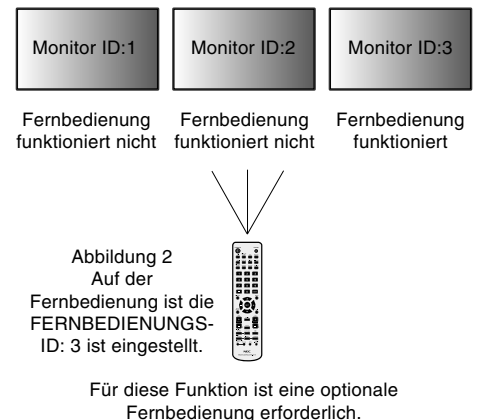 Monitor ID:1 Monitor ID:2 Monitor ID:3
Fernbedienung Fernbedienung Fernbedienung
funktioniert nicht funktioniert nicht funktioniert
Abbildung 2
Auf der
Fernbedienung ist die
FERNBEDIENUNGS-
ID: 3 ist eingestellt.
Für diese Funktion ist eine optionale
Fernbedienung erforderlich.